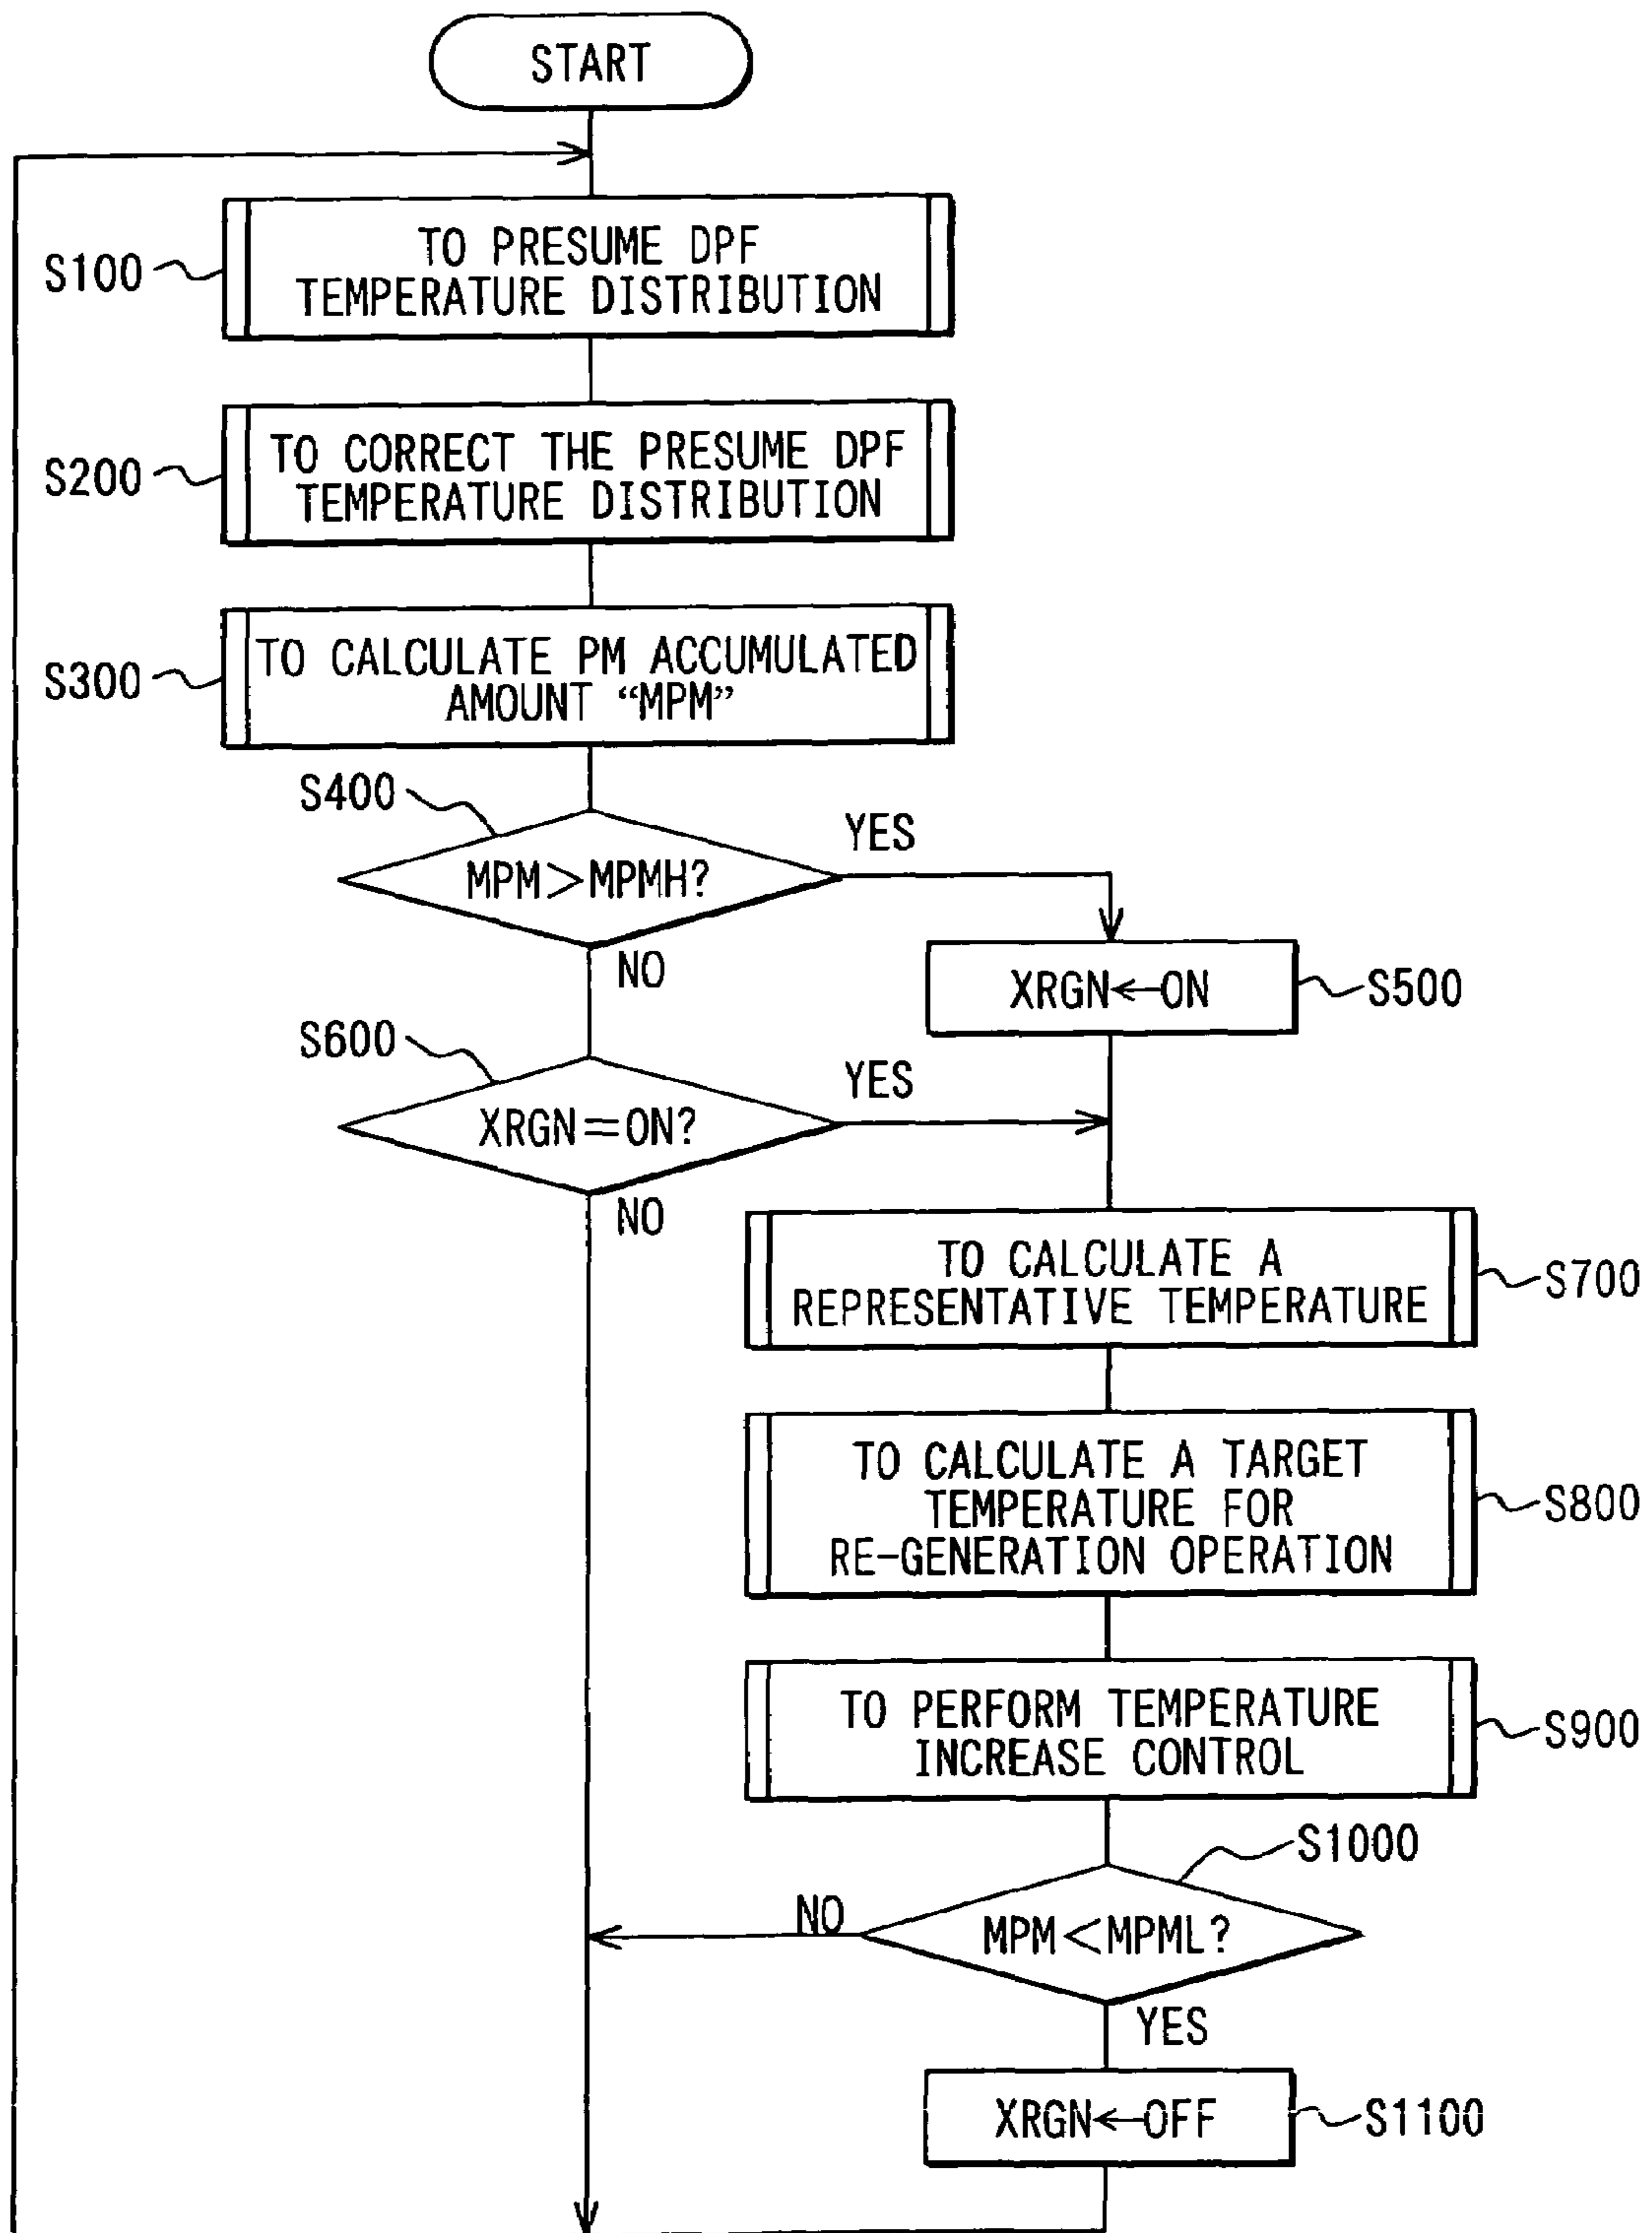 START
S100
TO PRESUME DPF
TEMPERATURE DISTRIBUTION
S200
TO CORRECT THE PRESUME DPF
TEMPERATURE DISTRIBUTION
S300
TO CALCULATE PM ACCUMULATED
AMOUNT “MPM”
S400
MPM>MPMH?
YES
NO
XRGN←ON
S500
S600
XRGN=ON?
YES
NO
TO CALCULATE A
REPRESENTATIVE TEMPERATURE
S700
TO CALCULATE A TARGET
TEMPERATURE FOR
RE-GENERATION OPERATION
S800
TO PERFORM TEMPERATURE
INCREASE CONTROL
S900
S1000
MPM<MPML?
NO
YES
XRGN←OFF
S1100